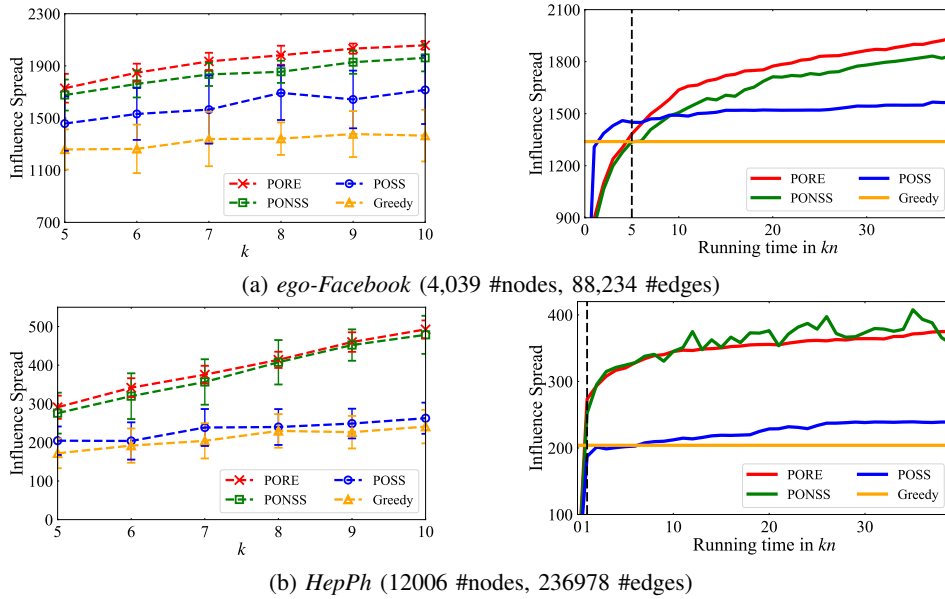 2300
1900
1500
1100
700
Influence Spread
PORE
PONSS
POSS
Greedy
5 6 7 8 9 10
k
2100
1800
1500
1200
900
Influence Spread
PORE
PONSS
POSS
Greedy
0 5 10 20 30
Running time in kn
(a) ego-Facebook (4,039 #nodes, 88,234 #edges)
500
400
300
200
100
0
Influence Spread
PORE
PONSS
POSS
Greedy
5 6 7 8 9 10
k
400
300
200
100
Influence Spread
PORE
PONSS
POSS
Greedy
0 1 10 20 30
Running time in kn
(b) HepPh (12006 #nodes, 236978 #edges)